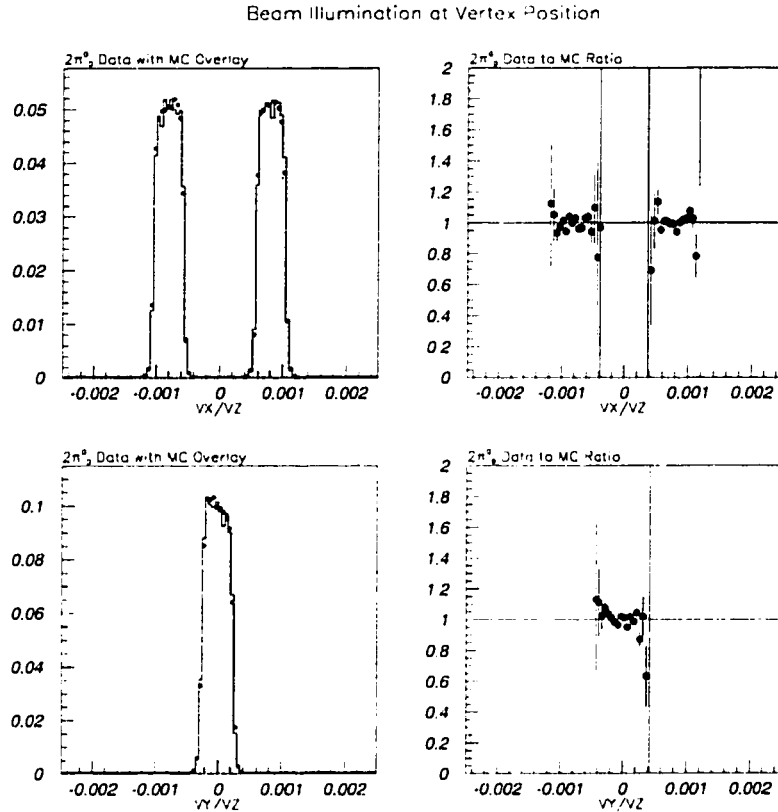 Beam Illumination at Vertex Position
2π° Data with MC Overlay
0.05
0.04
0.03
0.02
0.01
0
-0.002 -0.001 0 0.001 0.002
VX/VZ
2π° Data to MC Ratio
2
1.8
1.6
1.4
1.2
1
0.8
0.6
0.4
0.2
0
-0.002 -0.001 0 0.001 0.002
VX/VZ
2π° Data with MC Overlay
0.1
0.08
0.06
0.04
0.02
0
-0.002 -0.001 0 0.001 0.002
VY/VZ
2π° Data to MC Ratio
2
1.8
1.6
1.4
1.2
1
0.8
0.6
0.4
0.2
0
-0.002 -0.001 0 0.001 0.002
VY/VZ